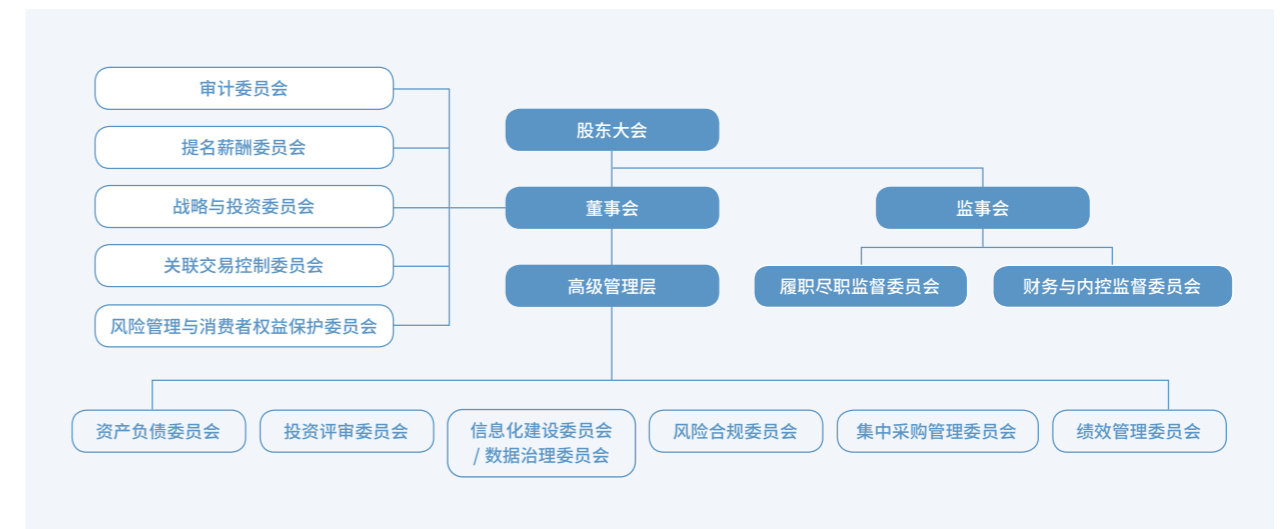 审计委员会
提名薪酬委员会
战略与投资委员会
关联交易控制委员会
风险管理与消费者权益保护委员会
股东大会
董事会
监事会
高级管理层
履职尽职监督委员会
财务与内控监督委员会
资产负债委员会
投资评审委员会
信息化建设委员会
/ 数据治理委员会
风险合规委员会
集中采购管理委员会
绩效管理委员会